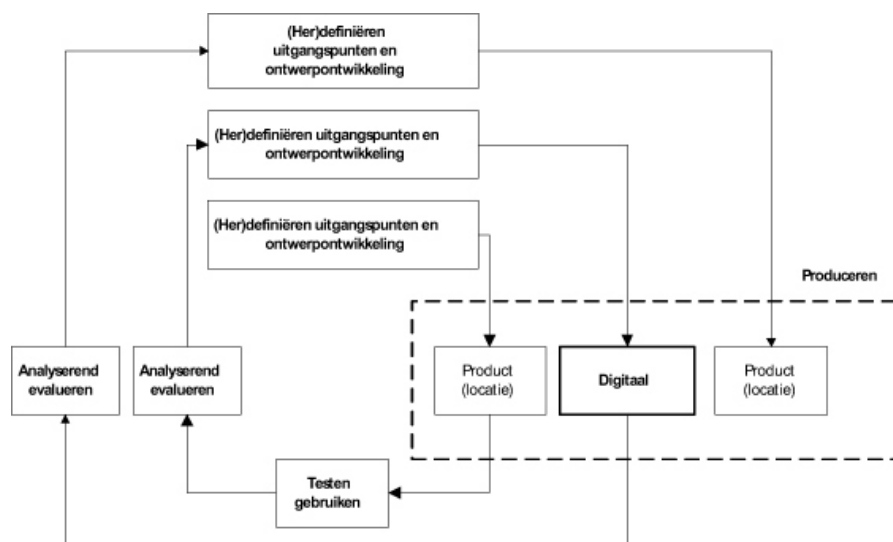 (Her)definiëren
uitgangspunten en
ontwerpontwikkeling
(Her)definiëren uitgangspunten en
ontwerpontwikkeling
(Her)definiëren uitgangspunten en
ontwerpontwikkeling
Produceren
Analyserend
evalueren
Analyserend
evalueren
Product
(locatie)
Digitaal
Product
(locatie)
Testen
gebruiken